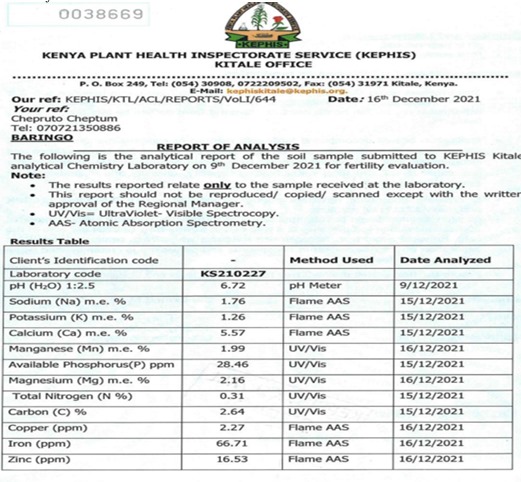 0038669
KEPHIS
KENYA PLANT HEALTH INSPECTORATE SERVICE (KEPHIS)
KITALE OFFICE
P. O. Box 249, Tel: (054) 30908, 0722209502, Fax: (054) 31971 Kitale, Kenya.
E-Mail: kephiskitale@kephis.org.
Our ref: KEPHIS/KTL/ACL/REPORTS/VoLI/644 Date: 16th December 2021
Your ref:
Chepruto Cheptum
Tel: 070721350886
BARINGO
REPORT OF ANALYSIS
The following is the analytical report of the soil sample submitted to KEPHIS Kitale
analytical Chemistry Laboratory on 9th December 2021 for fertility evaluation.
Note:
• The results reported relate only to the sample received at the laboratory.
• This report should not be reproduced/ copied/ scanned except with the written
approval of the Regional Manager.
• UV/Vis= UltraViolet- Visible Spectroscopy.
• AAS- Atomic Absorption Spectrometry.
Results Table
Client's Identification code - Method Used Date Analyzed
Laboratory code KS210227
pH (H₂O) 1:2.5 6.72 pH Meter 9/12/2021
Sodium (Na) m.e. % 1.76 Flame AAS 15/12/2021
Potassium (K) m.e. % 1.26 Flame AAS 15/12/2021
Calcium (Ca) m.e. % 5.57 Flame AAS 15/12/2021
Manganese (Mn) m.e. % 1.99 UV/Vis 16/12/2021
Available Phosphorus(P) ppm 28.46 UV/Vis 15/12/2021
Magnesium (Mg) m.e. % 2.16 UV/Vis 16/12/2021
Total Nitrogen (N %) 0.31 UV/Vis 15/12/2021
Carbon (C) % 2.64 UV/Vis 15/12/2021
Copper (ppm) 2.27 Flame AAS 16/12/2021
Iron (ppm) 66.71 Flame AAS 16/12/2021
Zinc (ppm) 16.53 Flame AAS 16/12/2021